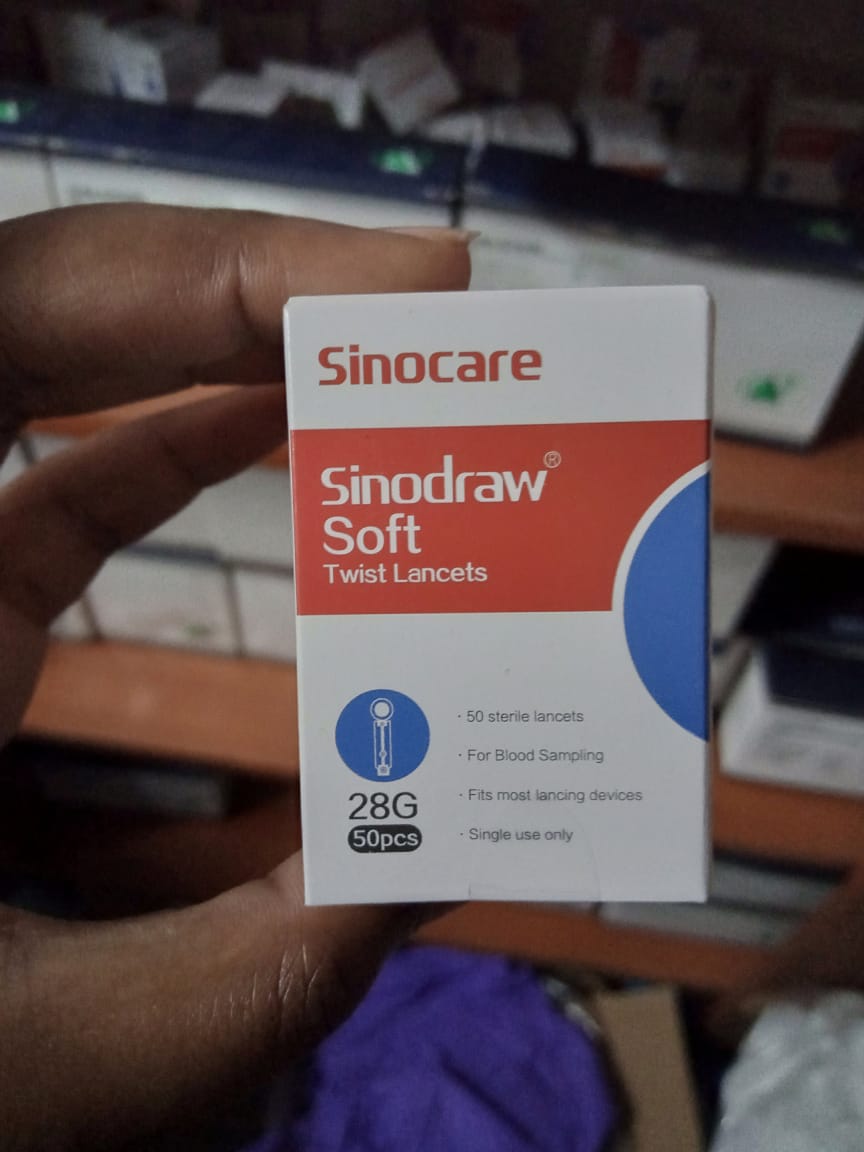 Sinocare
Sinodraw®
Soft
Twist Lancets
· 50 sterile lancets
· For Blood Sampling
· Fits most lancing devices
· Single use only
28G
50pcs